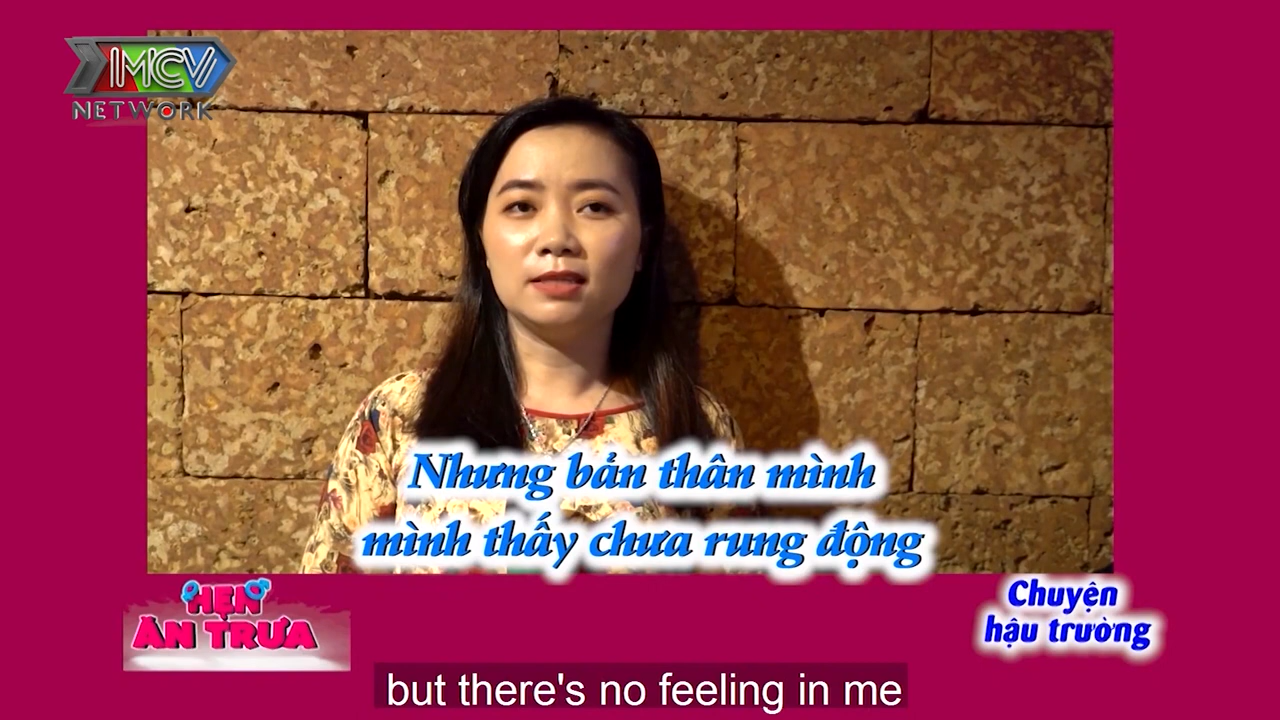 MCV
NETWORK
Nhưng bản thân mình
mình thấy chưa rung động
HẸN
ĂN TRƯA
Chuyện
hậu trường
but there's no feeling in me